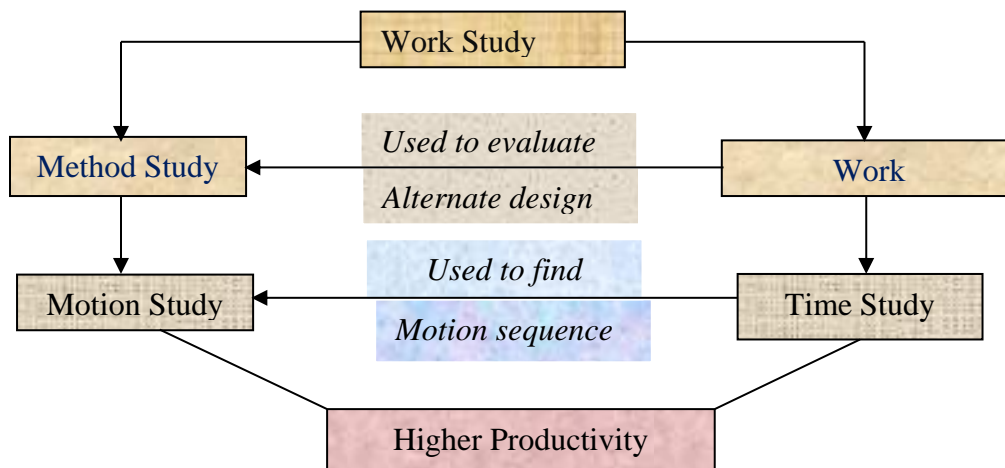 Work Study
Used to evaluate
Method Study
Work
Alternate design
Used to find
Motion Study
Time Study
Motion sequence
Higher Productivity